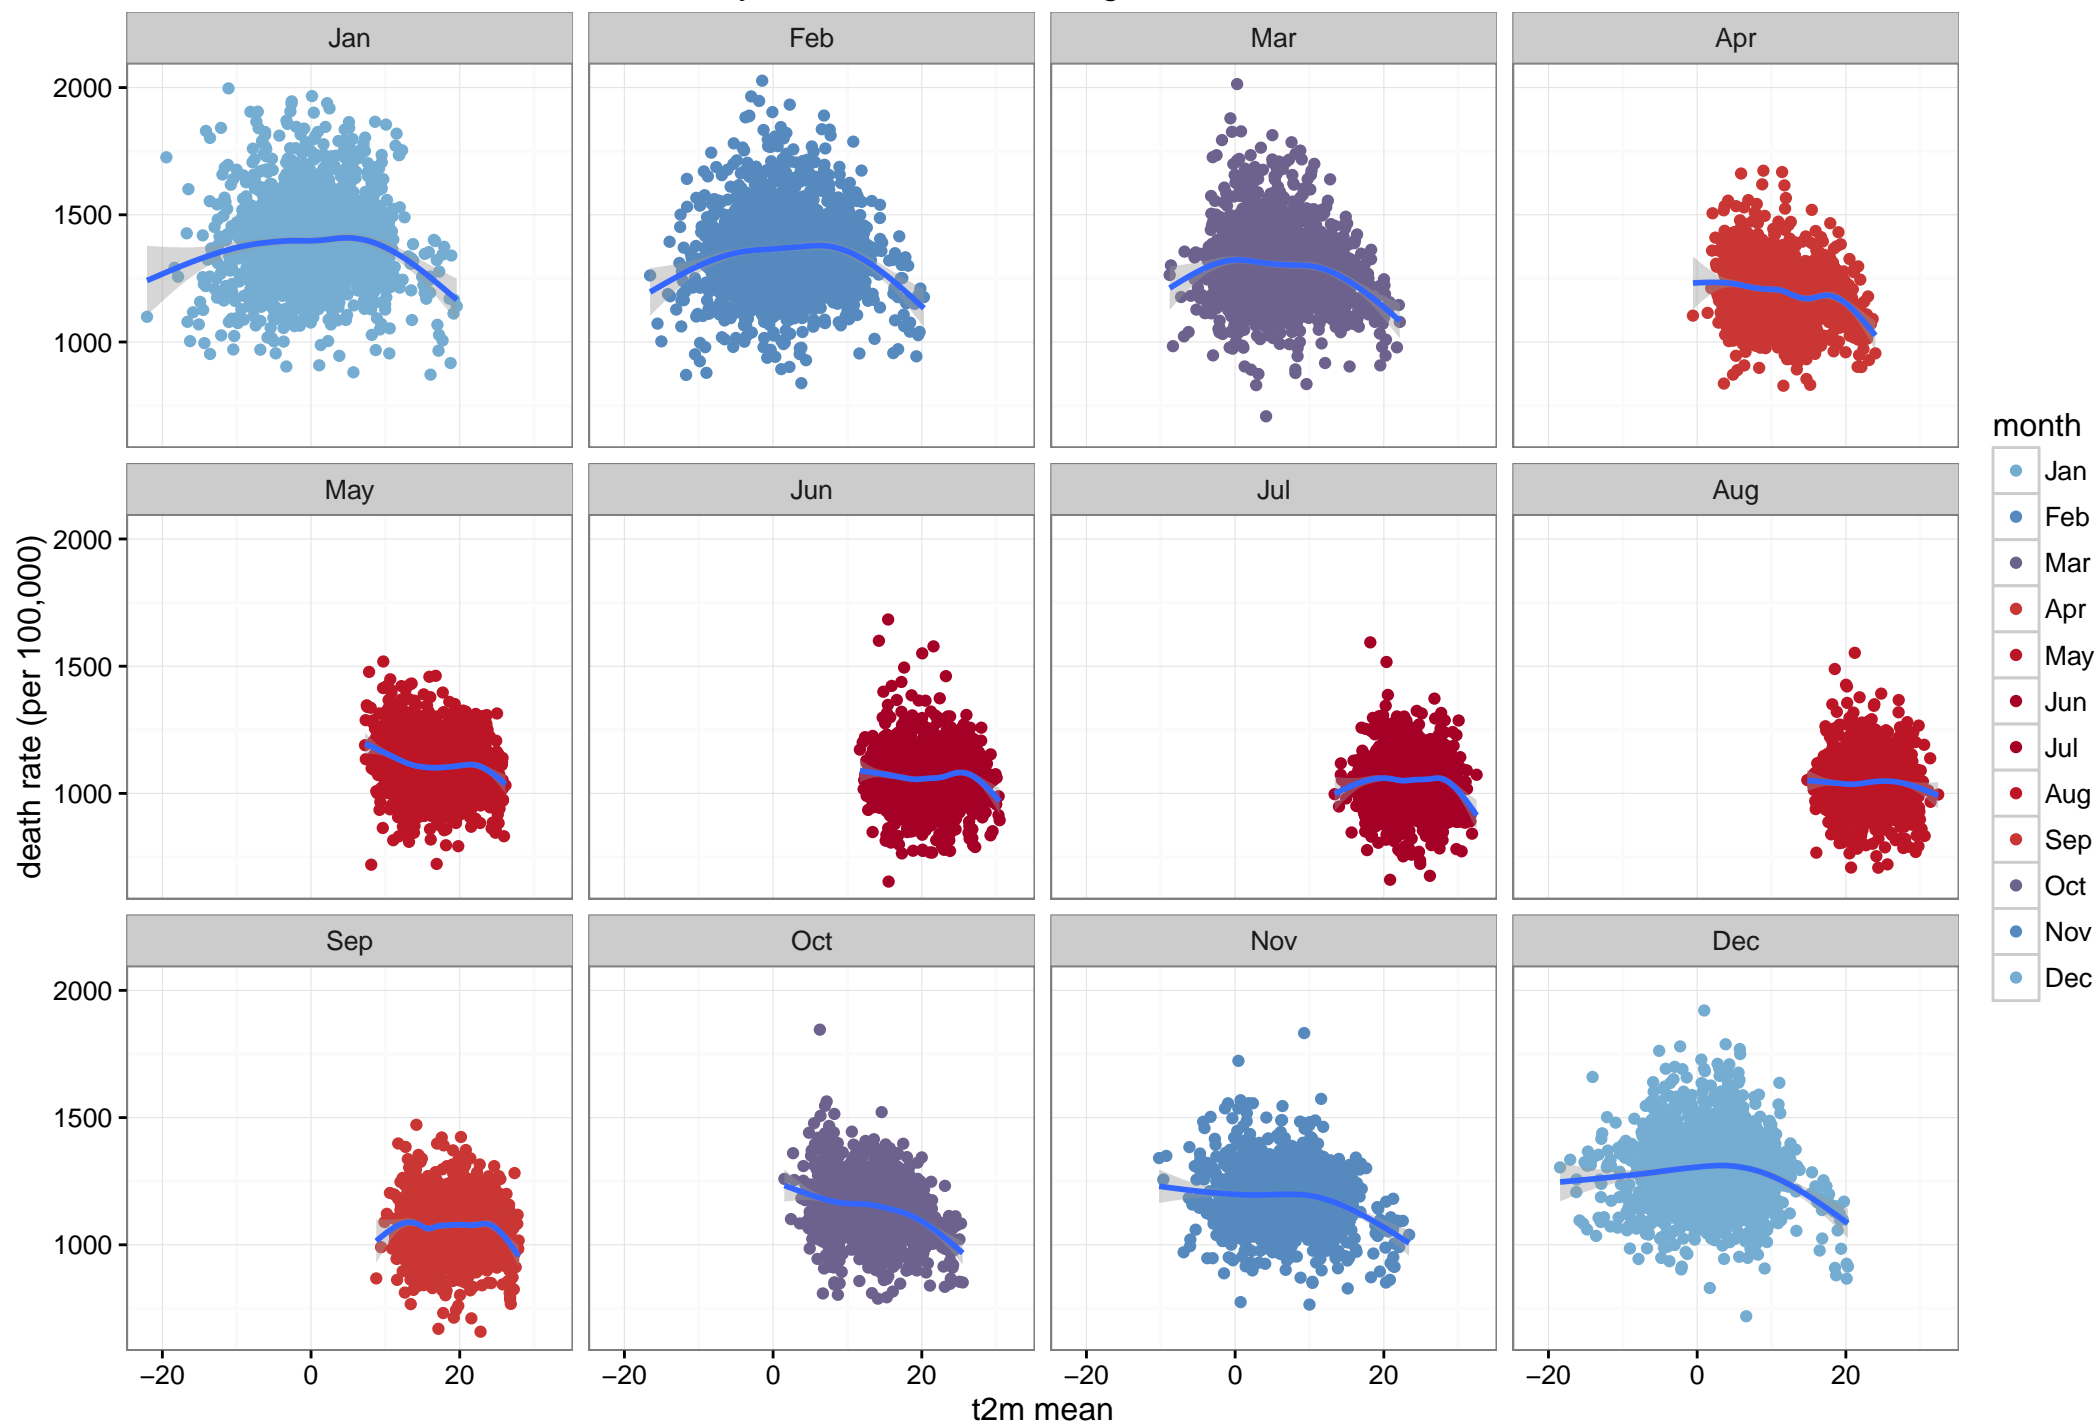 Jan Feb Mar Apr
2000
1500
1000
May Jun Jul Aug
2000
1500
1000
Sep Oct Nov Dec
2000
1500
1000
−20 0 20 −20 0 20 −20 0 20 −20 0 20
t2m mean
death rate (per 100,000)
month
Jan
Feb
Mar
Apr
May
Jun
Jul
Aug
Sep
Oct
Nov
Dec